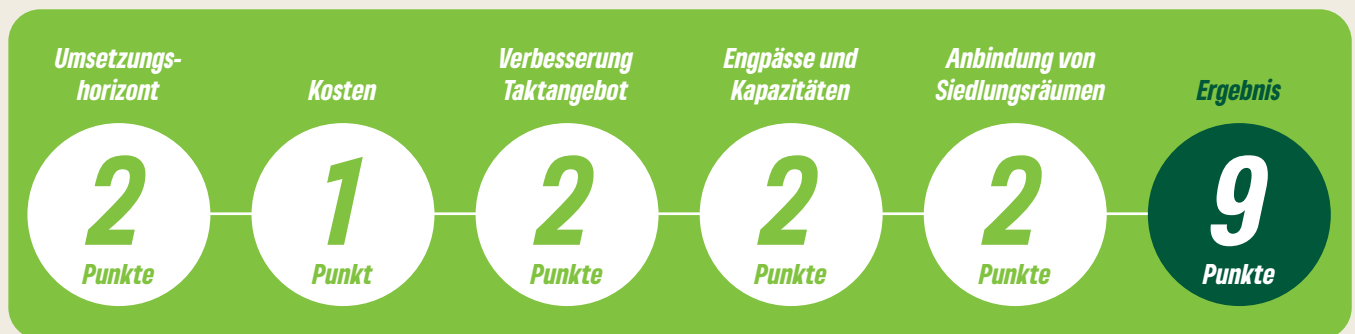 Umsetzungs-
horizont
Kosten
Verbesserung
Taktangebot
Engpässe und
Kapazitäten
Anbindung von
Siedlungsräumen
Ergebnis
2
Punkte
1
Punkt
2
Punkte
2
Punkte
2
Punkte
9
Punkte